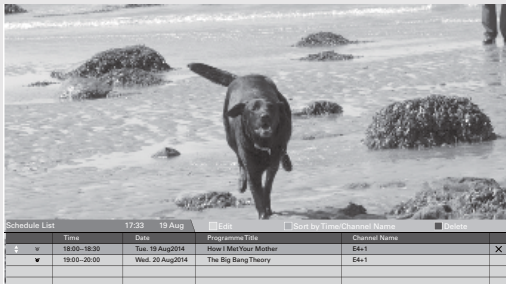 Schedule List 17:33 19 Aug Edit Sort by Time/Channel Name Delete
Time Date Programme Title Channel Name
18:00–18:30 Tue. 19 Aug2014 How I Met Your Mother E4+1
19:00–20:00 Wed. 20 Aug2014 The Big Bang Theory E4+1